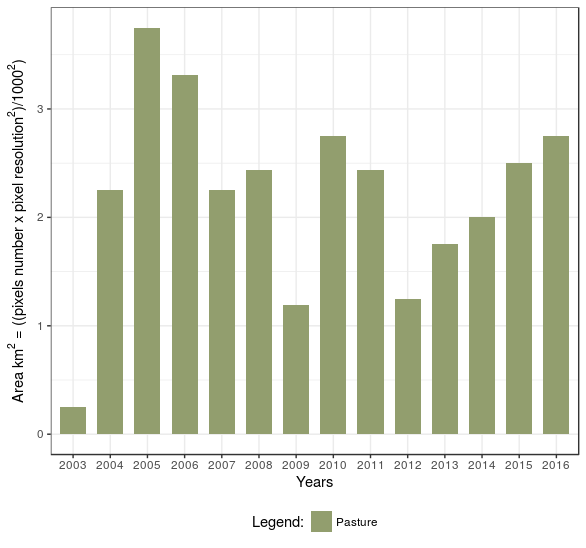 Area km² = ((pixels number x pixel resolution²)/1000²)
3
2
1
0
2003 2004 2005 2006 2007 2008 2009 2010 2011 2012 2013 2014 2015 2016
Years
Legend: Pasture